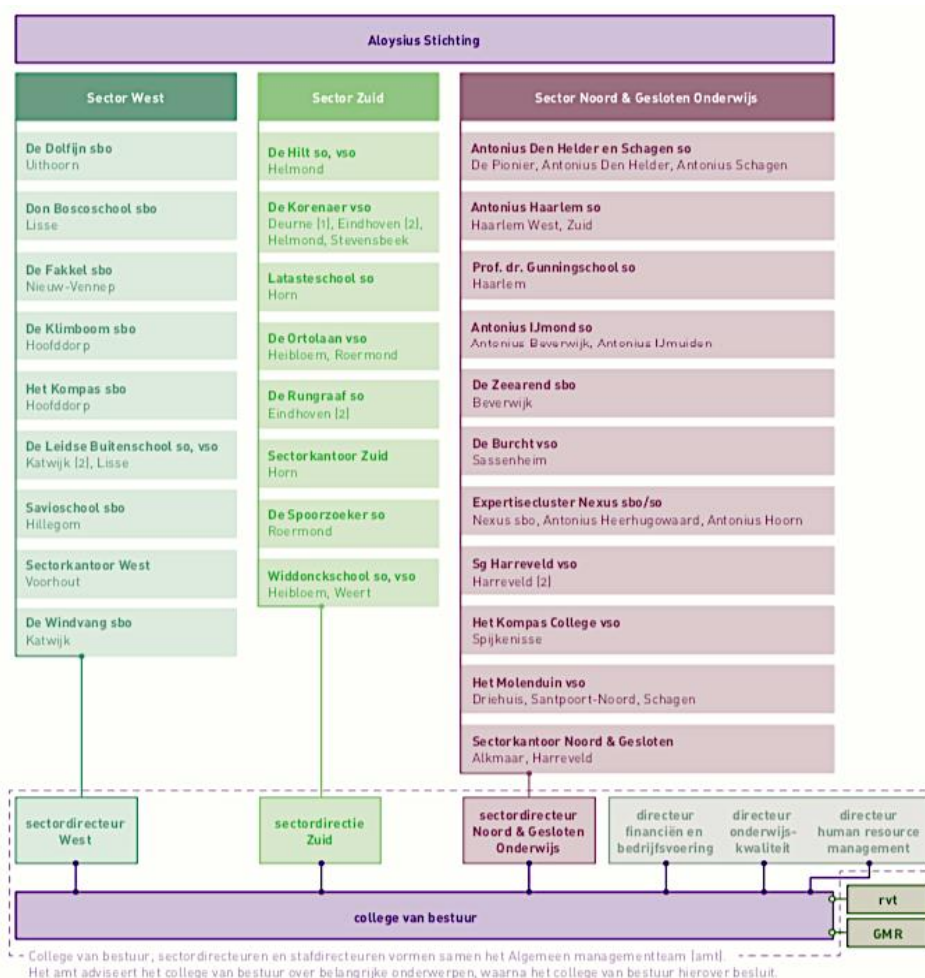 Aloysius Stichting
Sector West
De Dolfijn sbo
Uithoorn
Don Boscoschool sbo
Lisse
De Fakkel sbo
Nieuw-Vennep
De Klimboom sbo
Hoofddorp
Het Kompas sbo
Hoofddorp
De Leidse Buitenschool so, vso
Katwijk (2), Lisse
Savioschool sbo
Hillegom
Sectorkantoor West
Voorhout
De Windvang sbo
Katwijk
Sector Zuid
De Hilt so, vso
Helmond
De Korenaer vso
Deurne (1), Eindhoven (2),
Helmond, Stevensbeek
Latasteschool so
Horn
De Ortolaan vso
Heibloem, Roermond
De Rungraaf so
Eindhoven (2)
Sectorkantoor Zuid
Horn
De Spoorzoeker so
Roermond
Widdonckschool so, vso
Heibloem, Weert
Sector Noord & Gesloten Onderwijs
Antonius Den Helder en Schagen so
De Pionier, Antonius Den Helder, Antonius Schagen
Antonius Haarlem so
Haarlem West, Zuid
Prof. dr. Gunningschool so
Haarlem
Antonius IJmond so
Antonius Beverwijk, Antonius IJmuiden
De Zeearend sbo
Beverwijk
De Burcht vso
Sassenheim
Expertisecluster Nexus sbo/so
Nexus sbo, Antonius Heerhugowaard, Antonius Hoorn
Sg Harreveld vso
Harreveld (2)
Het Kompas College vso
Spijkenisse
Het Molenduin vso
Driehuis, Santpoort-Noord, Schagen
Sectorkantoor Noord & Gesloten
Alkmaar, Harreveld
sectordirecteur
West
sectordirectie
Zuid
sectordirecteur
Noord & Gesloten
Onderwijs
directeur
financiën en
bedrijfsvoering
directeur
onderwijs-
kwaliteit
directeur
human resource
management
college van bestuur
rvt
GMR
College van bestuur, sectordirecteuren en stafdirecteuren vormen samen het Algemeen managementteam (amt).
Het amt adviseert het college van bestuur over belangrijke onderwerpen, waarna het college van bestuur hierover besluit.